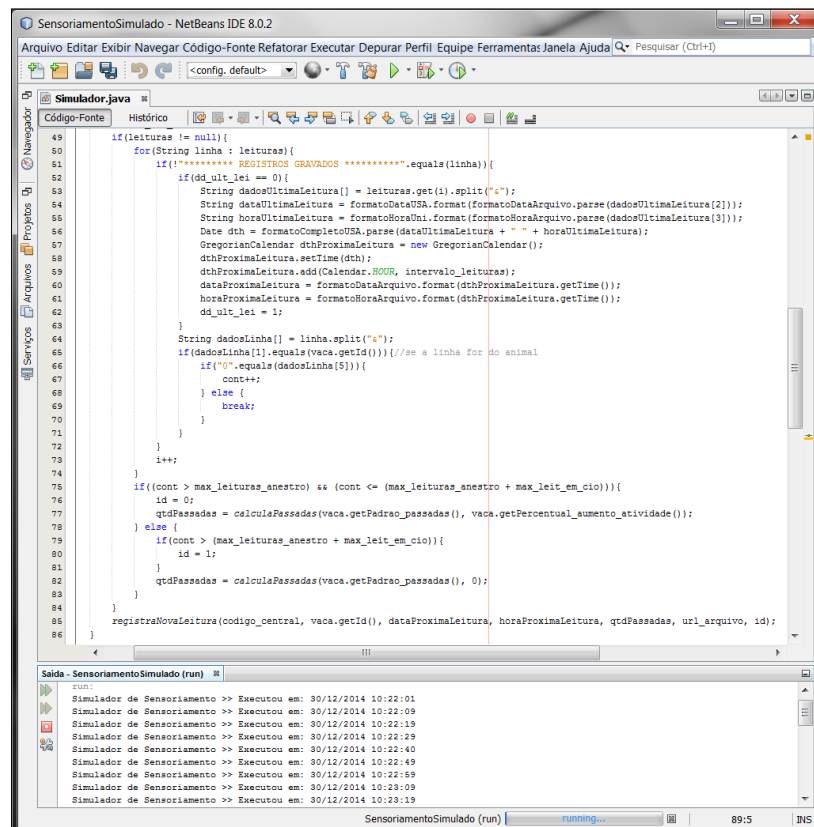 SensoriamentoSimulado - NetBeans IDE 8.0.2
Arquivo Editar Exibir Navegar Código-Fonte Refatorar Executar Depurar Perfil Equipe Ferramentas Janela Ajuda Pesquisar (Ctrl+I)
<config. default>
Simulador.java
Código-Fonte Histórico
Navegador
Projetos
Arquivos
Serviços
49 if(leituras != null){
50 for(String linha : leituras){
51 if(!"********* REGISTROS GRAVADOS **********".equals(linha)){
52 if(dd_ult_lei == 0){
53 String dadosUltimaLeitura[] = leituras.get(i).split("&");
54 String dataUltimaLeitura = formatoDataUSA.format(formatoDataArquivo.parse(dadosUltimaLeitura[2]));
55 String horaUltimaLeitura = formatoHoraUni.format(formatoHoraArquivo.parse(dadosUltimaLeitura[3]));
56 Date dth = formatoCompletoUSA.parse(dataUltimaLeitura + " " + horaUltimaLeitura);
57 GregorianCalendar dthProximaLeitura = new GregorianCalendar();
58 dthProximaLeitura.setTime(dth);
59 dthProximaLeitura.add(Calendar.HOUR, intervalo_leituras);
60 dataProximaLeitura = formatoDataArquivo.format(dthProximaLeitura.getTime());
61 horaProximaLeitura = formatoHoraArquivo.format(dthProximaLeitura.getTime());
62 dd_ult_lei = 1;
63 }
64 String dadosLinha[] = linha.split("&");
65 if(dadosLinha[1].equals(vaca.getId())){//se a linha for do animal
66 if("0".equals(dadosLinha[5])){
67 cont++;
68 } else {
69 break;
70 }
71 }
72 }
73 i++;
74 }
75 if((cont > max_leituras_anestro) && (cont <= (max_leituras_anestro + max_leit_em_cio))){
76 id = 0;
77 qtdPassadas = calculaPassadas(vaca.getPadrao_passadas(), vaca.getPercentual_aumento_atividade());
78 } else {
79 if(cont > (max_leituras_anestro + max_leit_em_cio)){
80 id = 1;
81 }
82 qtdPassadas = calculaPassadas(vaca.getPadrao_passadas(), 0);
83 }
84 }
85 registraNovaLeitura(codigo_central, vaca.getId(), dataProximaLeitura, horaProximaLeitura, qtdPassadas, url_arquivo, id);
86 }
Saída - SensoriamentoSimulado (run)
run:
Simulador de Sensoriamento >> Executou em: 30/12/2014 10:22:01
Simulador de Sensoriamento >> Executou em: 30/12/2014 10:22:09
Simulador de Sensoriamento >> Executou em: 30/12/2014 10:22:19
Simulador de Sensoriamento >> Executou em: 30/12/2014 10:22:29
Simulador de Sensoriamento >> Executou em: 30/12/2014 10:22:40
Simulador de Sensoriamento >> Executou em: 30/12/2014 10:22:49
Simulador de Sensoriamento >> Executou em: 30/12/2014 10:22:59
Simulador de Sensoriamento >> Executou em: 30/12/2014 10:23:09
Simulador de Sensoriamento >> Executou em: 30/12/2014 10:23:19
SensoriamentoSimulado (run) running... 89:5 INS